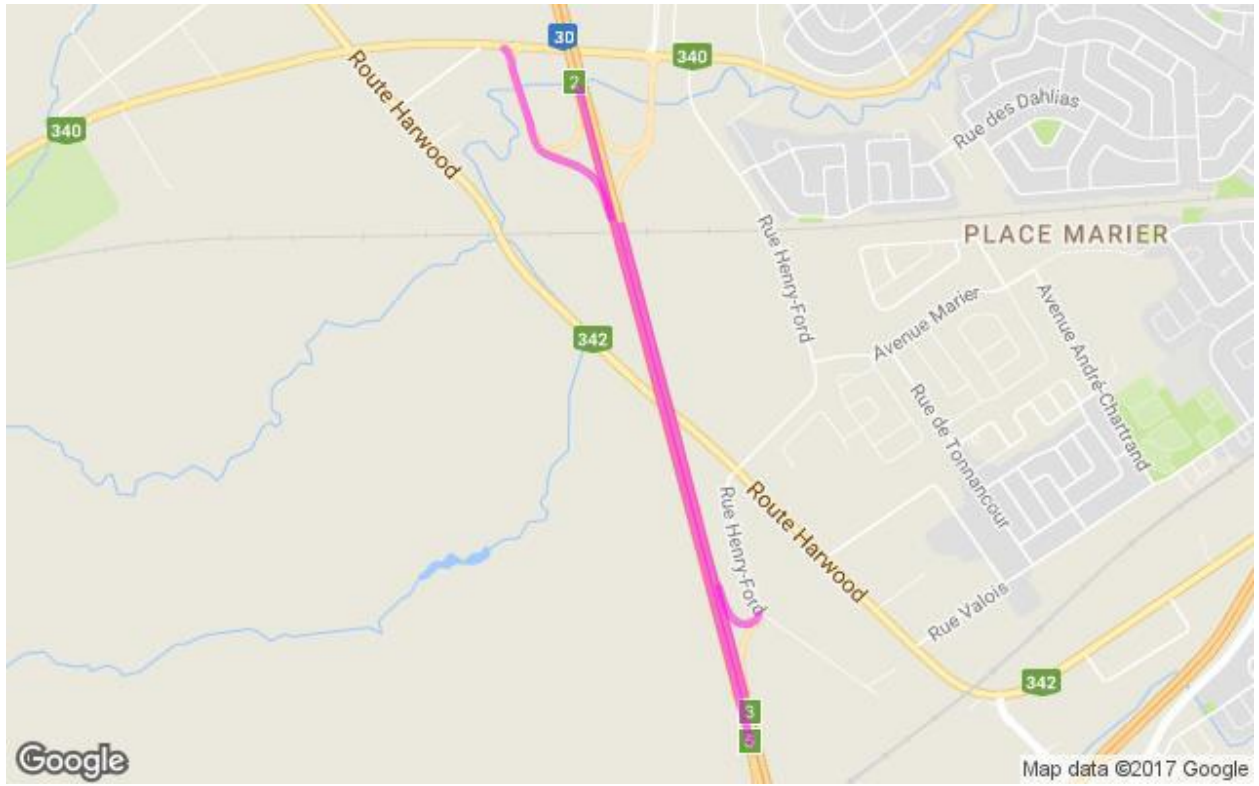 30
2
340
340
Route Harwood
Rue des Dahlias
PLACE MARIER
Rue Henry-Ford
342
Avenue Marier
Avenue André-Chartrand
Rue de Tonnancour
Rue Henry-Ford
Route Harwood
Rue Valois
342
3
Google
Map data ©2017 Google